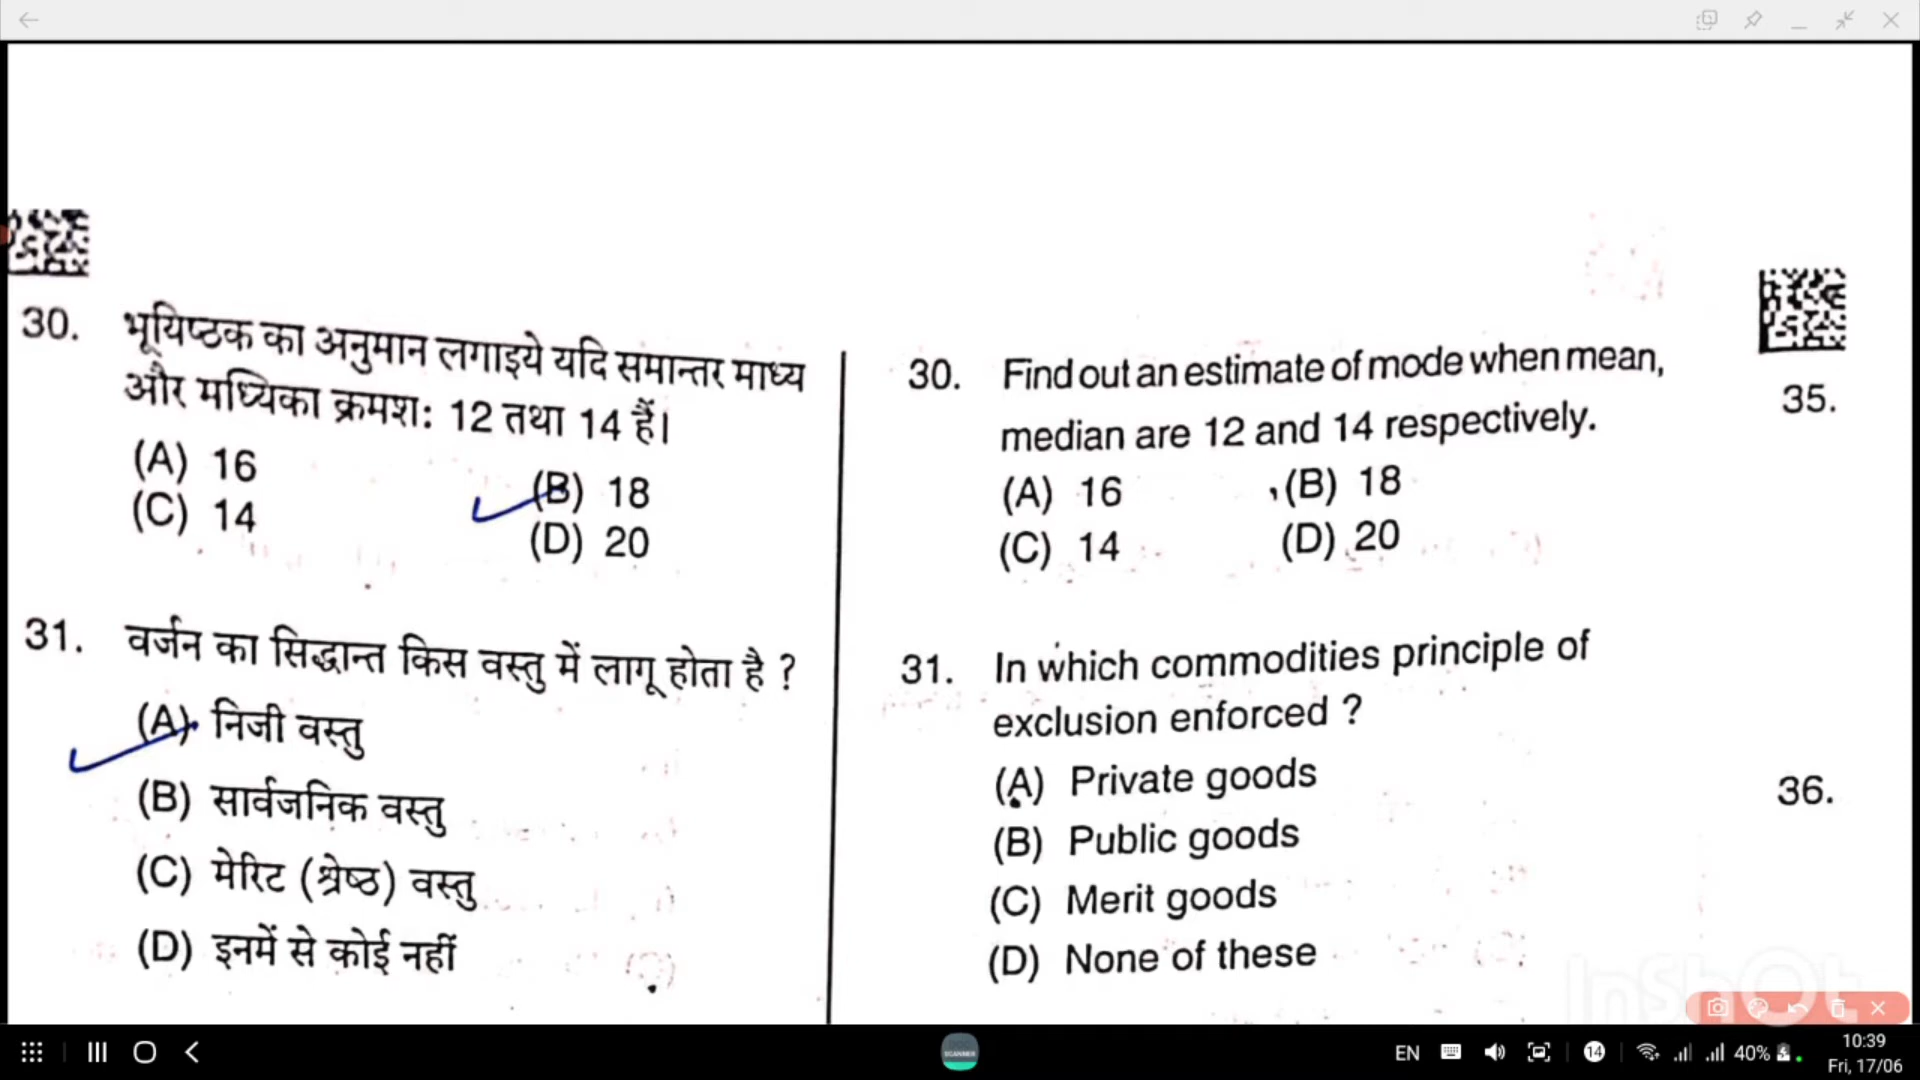 30. भूयिष्ठक का अनुमान लगाइये यदि समान्तर माध्य
और मध्यिका क्रमश: 12 तथा 14 हैं।
(A) 16
(B) 18
(C) 14
(D) 20
31. वर्जन का सिद्धान्त किस वस्तु में लागू होता है ?
(A) निजी वस्तु
(B) सार्वजनिक वस्तु
(C) मेरिट (श्रेष्ठ) वस्तु
(D) इनमें से कोई नहीं
30. Find out an estimate of mode when mean,
median are 12 and 14 respectively.
(A) 16
(B) 18
(C) 14
(D) 20
31. In which commodities principle of
exclusion enforced ?
(A) Private goods
(B) Public goods
(C) Merit goods
(D) None of these
35.
36.
InShOt
SCANNER
EN
14
40%
10:39
Fri, 17/06